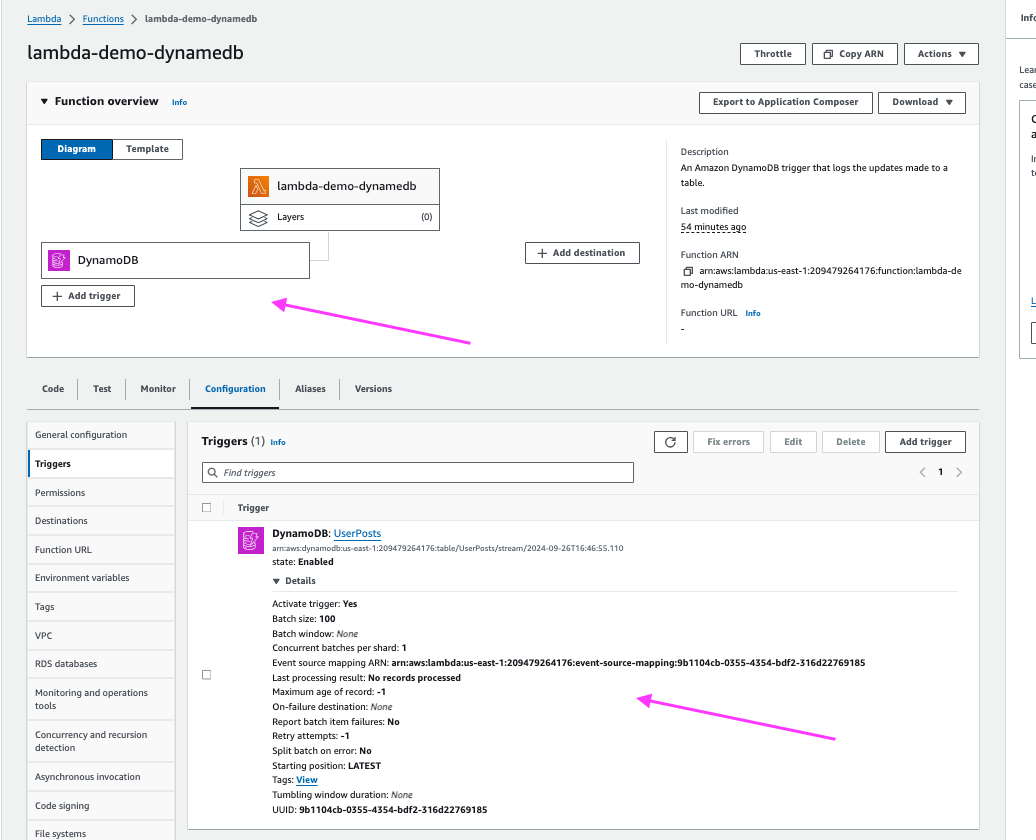 Lambda > Functions > lambda-demo-dynamedb
Info
lambda-demo-dynamedb
Throttle
Copy ARN
Actions
Function overview Info
Export to Application Composer
Download
Diagram
Template
lambda-demo-dynamedb
Layers (0)
DynamoDB
+ Add trigger
+ Add destination
Description
An Amazon DynamoDB trigger that logs the updates made to a
table.
Last modified
54 minutes ago
Function ARN
arn:aws:lambda:us-east-1:209479264176:function:lambda-de
mo-dynamedb
Function URL Info
-
Code
Test
Monitor
Configuration
Aliases
Versions
General configuration
Triggers
Permissions
Destinations
Function URL
Environment variables
Tags
VPC
RDS databases
Monitoring and operations
tools
Concurrency and recursion
detection
Asynchronous invocation
Code signing
File systems
Triggers (1) Info
Fix errors
Edit
Delete
Add trigger
Find triggers
< 1 >
Trigger
DynamoDB: UserPosts
arn:aws:dynamodb:us-east-1:209479264176:table/UserPosts/stream/2024-09-26T16:46:55.110
state: Enabled
Details
Activate trigger: Yes
Batch size: 100
Batch window: None
Concurrent batches per shard: 1
Event source mapping ARN: arn:aws:lambda:us-east-1:209479264176:event-source-mapping:9b1104cb-0355-4354-bdf2-316d22769185
Last processing result: No records processed
Maximum age of record: -1
On-failure destination: None
Report batch item failures: No
Retry attempts: -1
Split batch on error: No
Starting position: LATEST
Tags: View
Tumbling window duration: None
UUID: 9b1104cb-0355-4354-bdf2-316d22769185